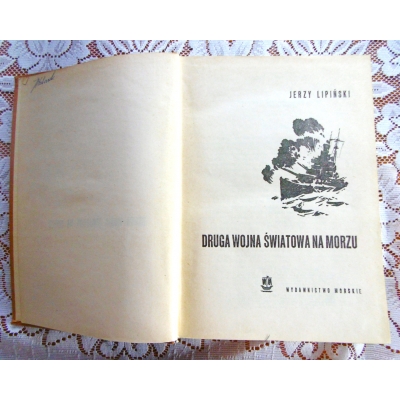 JERZY LIPIŃSKI
DRUGA WOJNA ŚWIATOWA NA MORZU
WYDAWNICTWO MORSKIE